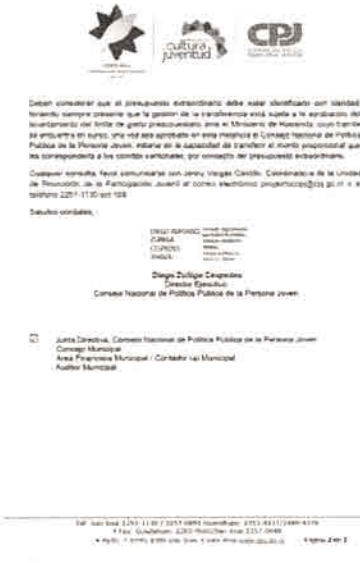 cultura
juventud
CPJ
Deben considerar que el presupuesto extraordinario debe estar identificado con claridad,
teniendo siempre presente que la gestión de la transferencia está sujeta a la aprobación del
levantamiento del límite de gasto presupuestario ante el Ministerio de Hacienda, cuyo trámite
se encuentra en curso, una vez sea aprobado en esta instancia el Consejo Nacional de Política
Pública de la Persona Joven, estaría en la capacidad de transferir el monto proporcional que
les correspondería a los comités cantonales, por concepto del presupuesto extraordinario.
Cualquier consulta, favor comunicarse con Jenny Vargas Castillo, Coordinadora de la Unidad
de Promoción de la Participación Juvenil al correo electrónico o al
teléfono ext
Saludos cordiales,
Diego Zúñiga Céspedes
Director Ejecutivo
Consejo Nacional de Política Pública de la Persona Joven
Junta Directiva, Consejo Nacional de Política Pública de la Persona Joven
Concejo Municipal
Área Financiera Municipal / Contador (a) Municipal
Auditor Municipal
Página 2 de 2